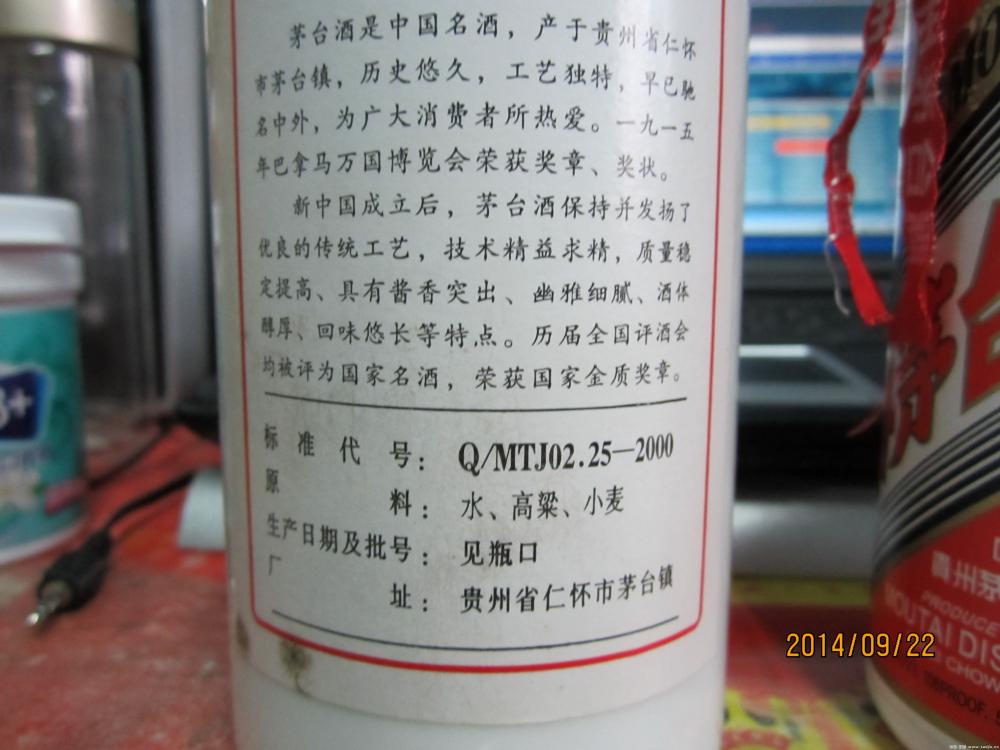 茅台酒是中国名酒，产于贵州省仁怀
市茅台镇，历史悠久，工艺独特，早已驰
名中外，为广大消费者所热爱。一九一五
年巴拿马万国博览会荣获奖章、奖状。
新中国成立后，茅台酒保持并发扬了
优良的传统工艺，技术精益求精，质量稳
定提高、具有酱香突出、幽雅细腻、酒体
醇厚、回味悠长等特点。历届全国评酒会
均被评为国家名酒，荣获国家金质奖章。
标准代号：Q/MTJ02.25—2000
原料：水、高粱、小麦
生产日期及批号：见瓶口
厂址：贵州省仁怀市茅台镇
貴州茅
PRODUCE
MOUTAI DIS
CHOW
106PROOF.
2014/09/22